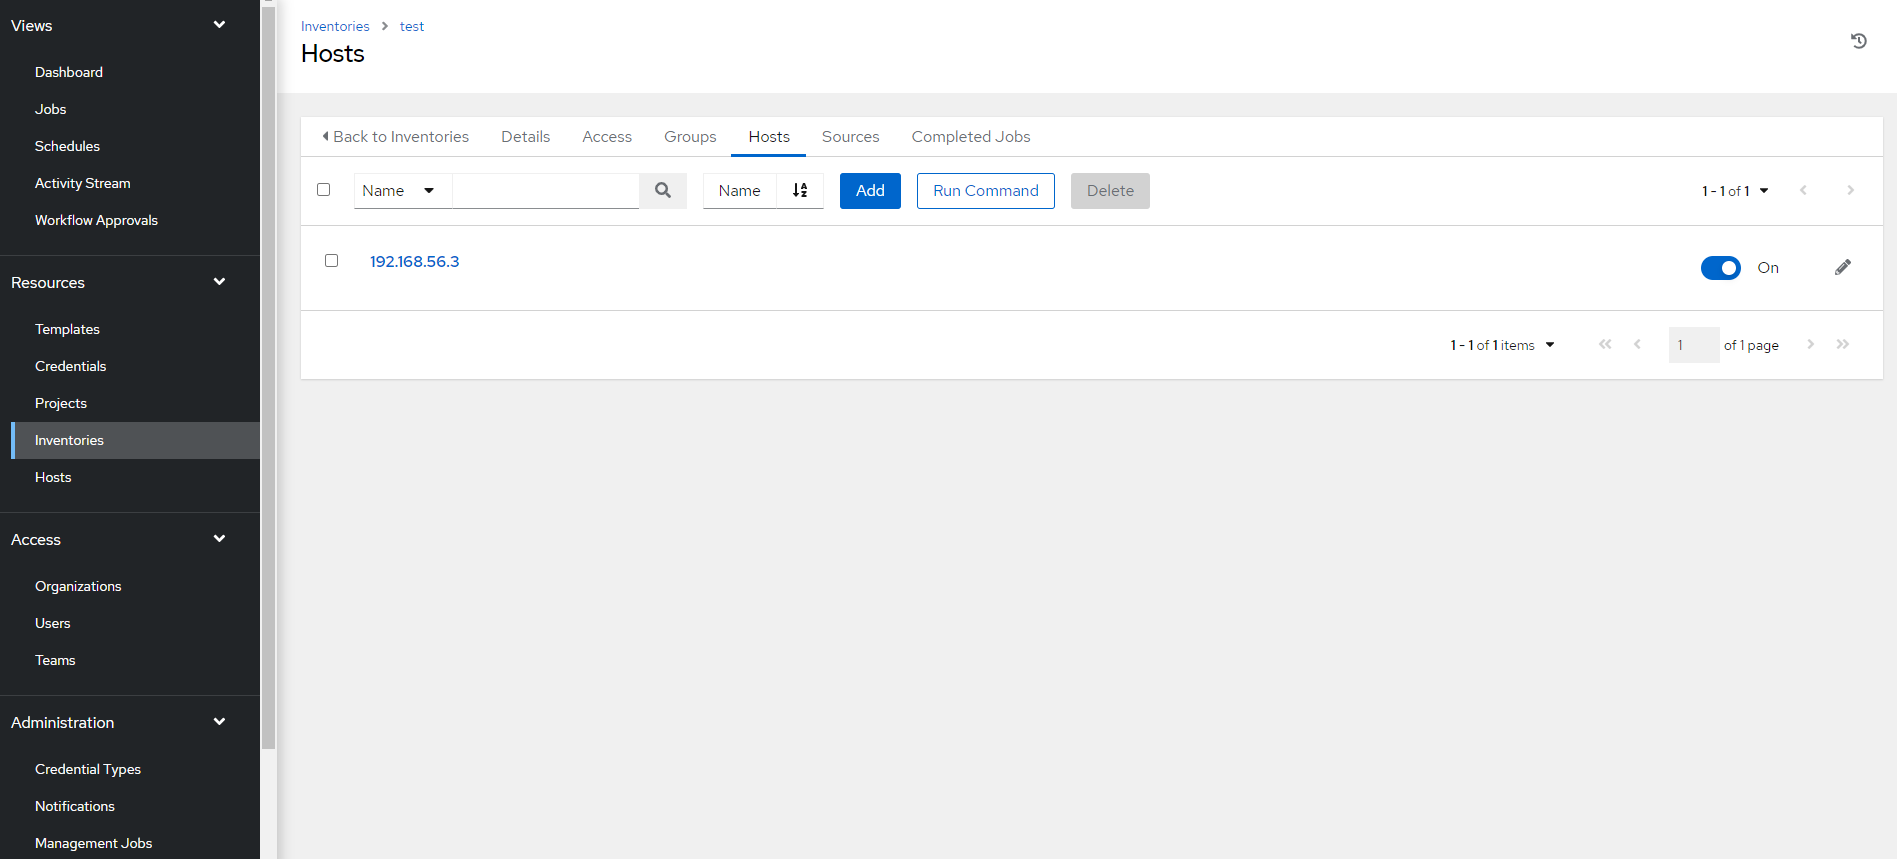 Views
Dashboard
Jobs
Schedules
Activity Stream
Workflow Approvals
Resources
Templates
Credentials
Projects
Inventories
Hosts
Access
Organizations
Users
Teams
Administration
Credential Types
Notifications
Management Jobs
Inventories test
Hosts
Back to Inventories Details Access Groups Hosts Sources Completed Jobs
Name Name Add Run Command Delete 1 - 1 of 1
192.168.56.3 On
1 - 1 of 1 items 1 of 1 page